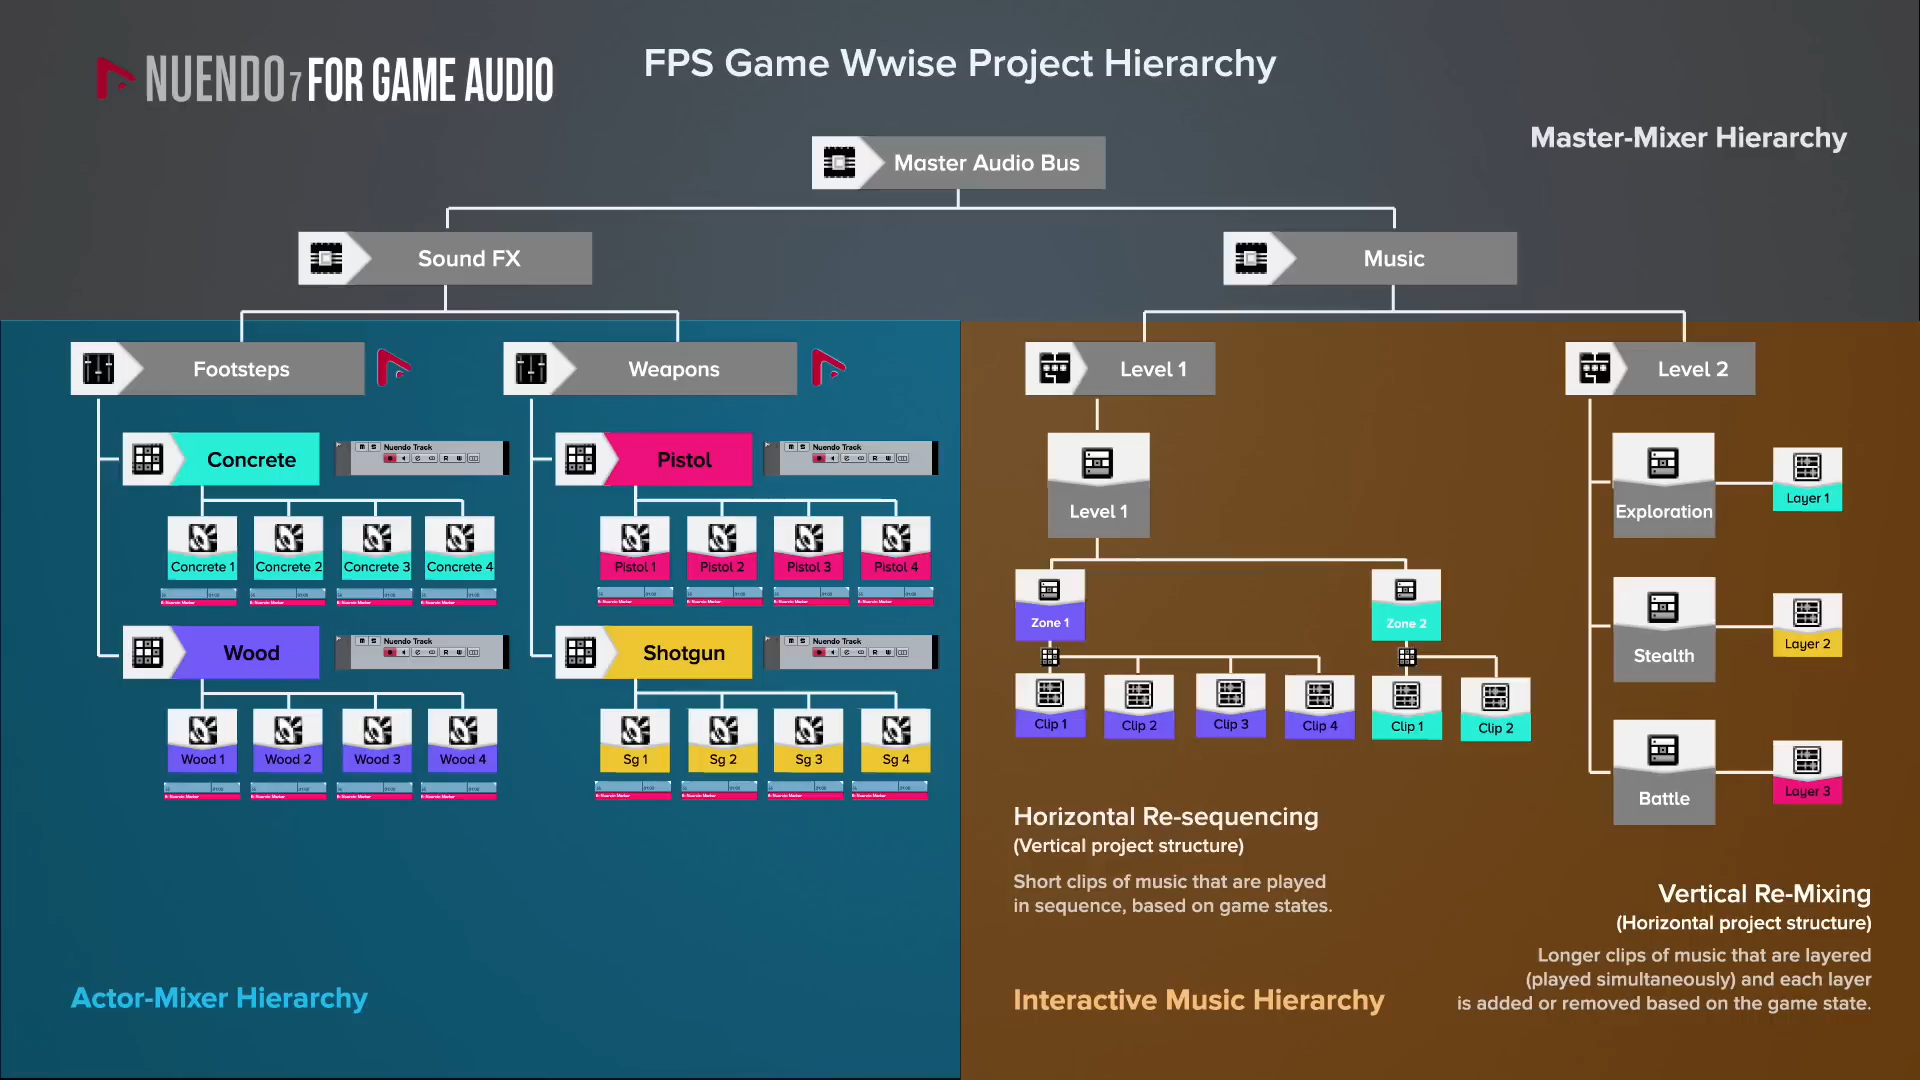 NUENDO 7 FOR GAME AUDIO
FPS Game Wwise Project Hierarchy
Master-Mixer Hierarchy
Master Audio Bus
Sound FX
Music
Footsteps
Weapons
Level 1
Level 2
Concrete
M S Nuendo Track
R W
Pistol
M S Nuendo Track
R W
Concrete 1
Concrete 2
Concrete 3
Concrete 4
Pistol 1
Pistol 2
Pistol 3
Pistol 4
Wood
M S Nuendo Track
R W
Shotgun
M S Nuendo Track
R W
Wood 1
Wood 2
Wood 3
Wood 4
Sg 1
Sg 2
Sg 3
Sg 4
Level 1
Zone 1
Zone 2
Clip 1
Clip 2
Clip 3
Clip 4
Clip 1
Clip 2
Exploration
Layer 1
Stealth
Layer 2
Battle
Layer 3
Horizontal Re-sequencing
(Vertical project structure)
Short clips of music that are played
in sequence, based on game states.
Vertical Re-Mixing
(Horizontal project structure)
Longer clips of music that are layered
(played simultaneously) and each layer
is added or removed based on the game state.
Actor-Mixer Hierarchy
Interactive Music Hierarchy